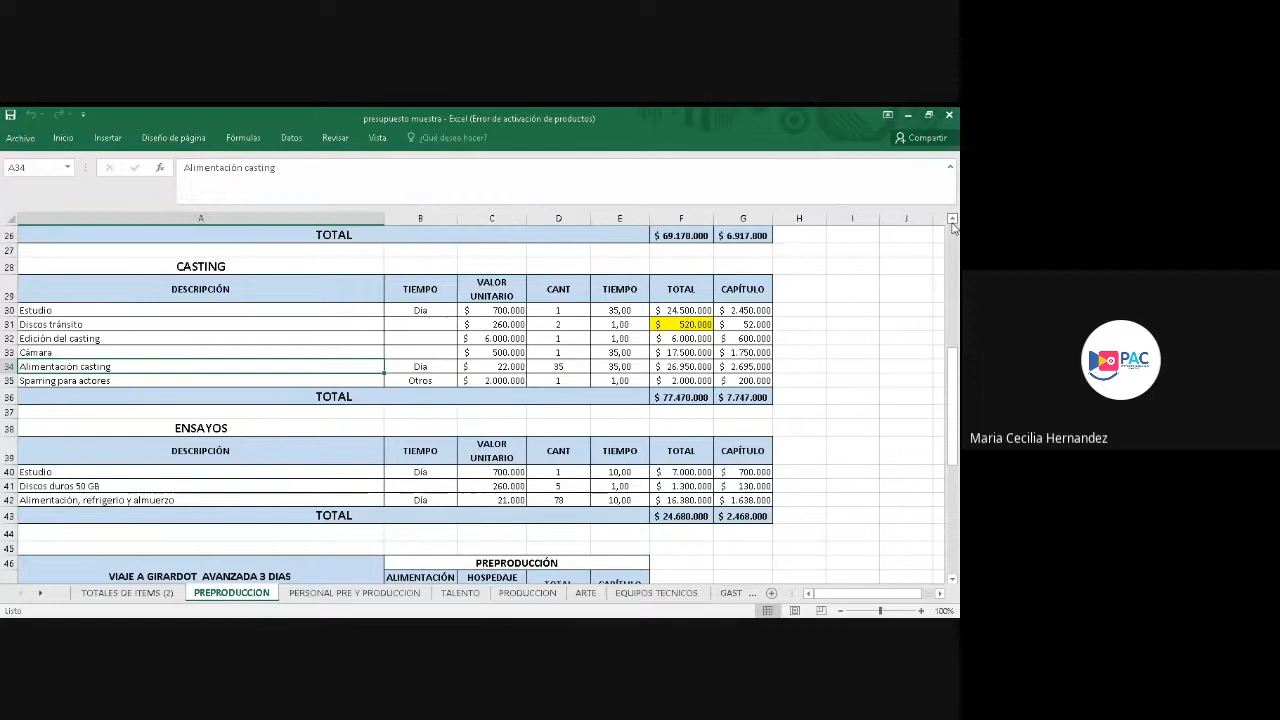 presupuesto muestra - Excel (Error de activación de productos)
Archivo Inicio Insertar Diseño de página Fórmulas Datos Revisar Vista ¿Qué desea hacer? Compartir
A34 fx Alimentación casting
A B C D E F G H I J
26 TOTAL $ 69.178.000 $ 6.917.800
27
28 CASTING
29 DESCRIPCIÓN TIEMPO VALOR UNITARIO CANT TIEMPO TOTAL CAPÍTULO
30 Estudio Día $ 700.000 1 35,00 $ 24.500.000 $ 2.450.000
31 Discos tránsito $ 260.000 2 1,00 $ 520.000 $ 52.000
32 Edición del casting $ 6.000.000 1 1,00 $ 6.000.000 $ 600.000
33 Cámara $ 500.000 1 35,00 $ 17.500.000 $ 1.750.000
34 Alimentación casting Día $ 22.000 35 35,00 $ 26.950.000 $ 2.695.000
35 Sparring para actores Otros $ 2.000.000 1 1,00 $ 2.000.000 $ 200.000
36 TOTAL $ 77.470.000 $ 7.747.000
37
38 ENSAYOS
39 DESCRIPCIÓN TIEMPO VALOR UNITARIO CANT TIEMPO TOTAL CAPÍTULO
40 Estudio Día 700.000 1 10,00 $ 7.000.000 $ 700.000
41 Discos duros 50 GB 260.000 5 1,00 $ 1.300.000 $ 130.000
42 Alimentación, refrigerio y almuerzo Día 21.000 78 10,00 $ 16.380.000 $ 1.638.000
43 TOTAL $ 24.680.000 $ 2.468.000
44
45
46 PREPRODUCCIÓN
VIAJE A GIRARDOT AVANZADA 3 DIAS ALIMENTACIÓN HOSPEDAJE TOTAL CAPÍTULO
TOTALES DE ITEMS (2) PREPRODUCCION PERSONAL PRE Y PRODUCCION TALENTO PRODUCCION ARTE EQUIPOS TECNICOS GAST ...
Listo 100%
PAC
Maria Cecilia Hernandez